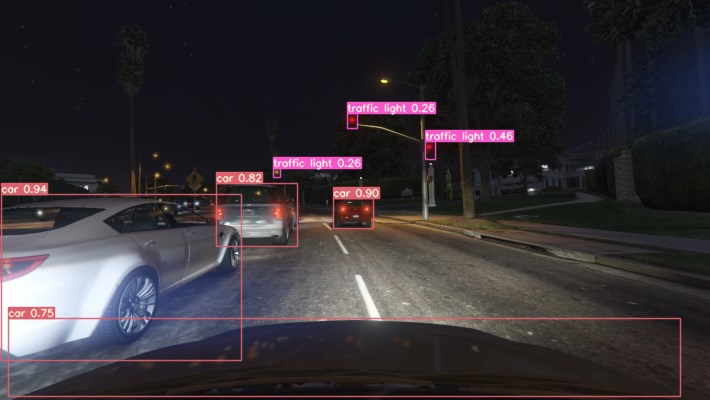 traffic light 0.26
traffic light 0.46
traffic light 0.26
car 0.82
car 0.94
car 0.90
car 0.75